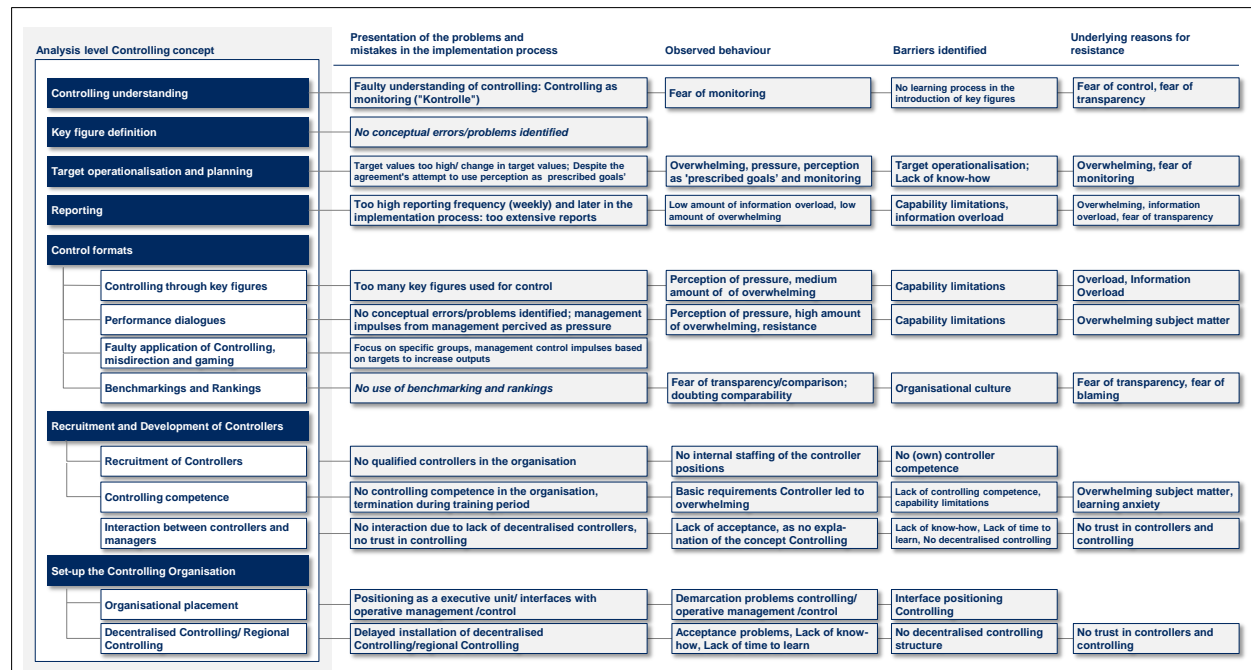 Analysis level Controlling concept
Presentation of the problems and
mistakes in the implementation process
Observed behaviour
Barriers identified
Underlying reasons for
resistance
Controlling understanding
Faulty understanding of controlling: Controlling as
monitoring ("Kontrolle")
Fear of monitoring
No learning process in the
introduction of key figures
Fear of control, fear of
transparency
Key figure definition
No conceptual errors/problems identified
Target operationalisation and planning
Target values too high/ change in target values; Despite the
agreement's attempt to use perception as 'prescribed goals'
Overwhelming, pressure, perception
as 'prescribed goals' and monitoring
Target operationalisation;
Lack of know-how
Overwhelming, fear of
monitoring
Reporting
Too high reporting frequency (weekly) and later in the
implementation process: too extensive reports
Low amount of information overload, low
amount of overwhelming
Capability limitations,
information overload
Overwhelming, information
overload, fear of transparency
Control formats
Controlling through key figures
Too many key figures used for control
Perception of pressure, medium
amount of of overwhelming
Capability limitations
Overload, Information
Overload
Performance dialogues
No conceptual errors/problems identified; management
impulses from management percived as pressure
Perception of pressure, high amount
of overwhelming, resistance
Capability limitations
Overwhelming subject matter
Faulty application of Controlling,
misdirection and gaming
Focus on specific groups, management control impulses based
on targets to increase outputs
Benchmarkings and Rankings
No use of benchmarking and rankings
Fear of transparency/comparison;
doubting comparability
Organisational culture
Fear of transparency, fear of
blaming
Recruitment and Development of Controllers
Recruitment of Controllers
No qualified controllers in the organisation
No internal staffing of the controller
positions
No (own) controller
competence
Controlling competence
No controlling competence in the organisation,
termination during training period
Basic requirements Controller led to
overwhelming
Lack of controlling competence,
capability limitations
Overwhelming subject matter,
learning anxiety
Interaction between controllers and
managers
No interaction due to lack of decentralised controllers,
no trust in controlling
Lack of acceptance, as no expla-
nation of the concept Controlling
Lack of know-how, Lack of time to
learn, No decentralised controlling
No trust in controllers and
controlling
Set-up the Controlling Organisation
Organisational placement
Positioning as a executive unit/ interfaces with
operative management /control
Demarcation problems controlling/
operative management /control
Interface positioning
Controlling
Decentralised Controlling/ Regional
Controlling
Delayed installation of decentralised
Controlling/regional Controlling
Acceptance problems, Lack of know-
how, Lack of time to learn
No decentralised controlling
structure
No trust in controllers and
controlling